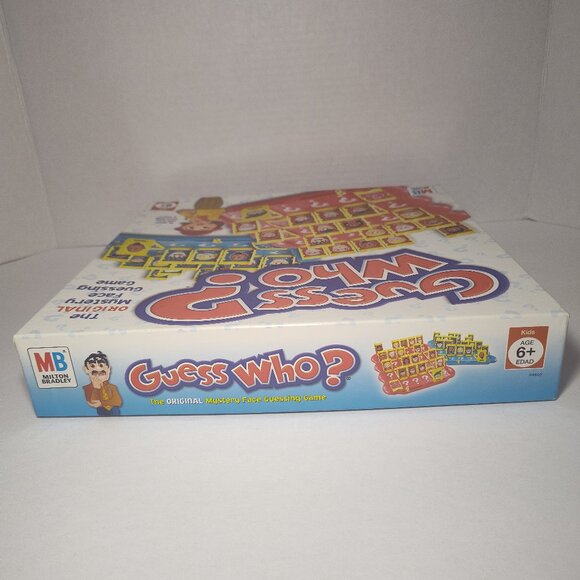 GUESS
WHO?
The
ORIGINAL
Mystery
Face
Guessing
Game
MB
MILTON
BRADLEY
GUESS WHO?
The ORIGINAL Mystery Face Guessing Game
Kids
AGE
6+
EDAD